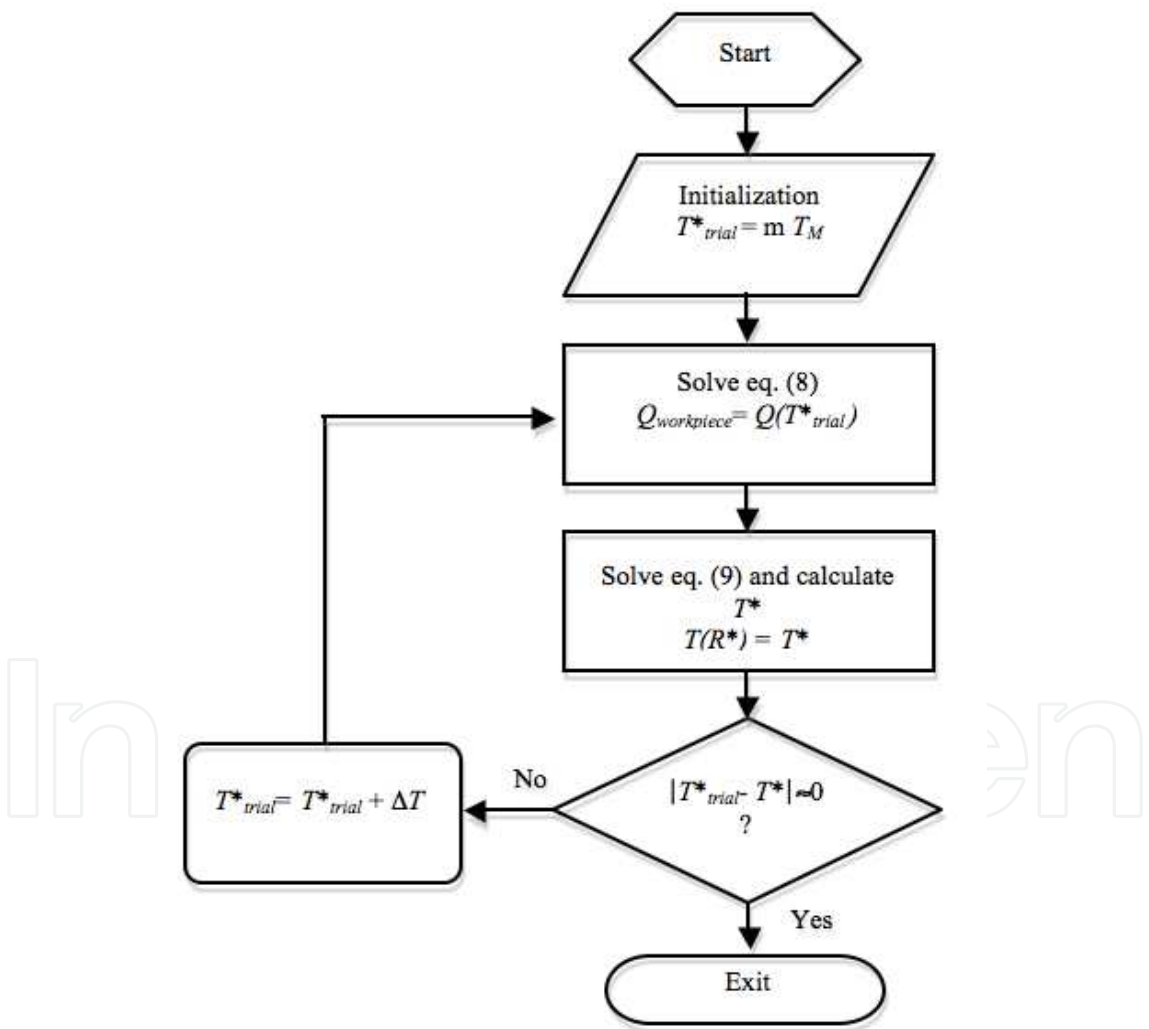 Start
Initialization
T*trial = m TM
Solve eq. (8)
Qworkpiece= Q(T*trial)
Solve eq. (9) and calculate
T*
T(R*) = T*
No
T*trial= T*trial + ΔT
|T*trial- T*|≈0
?
Yes
Exit